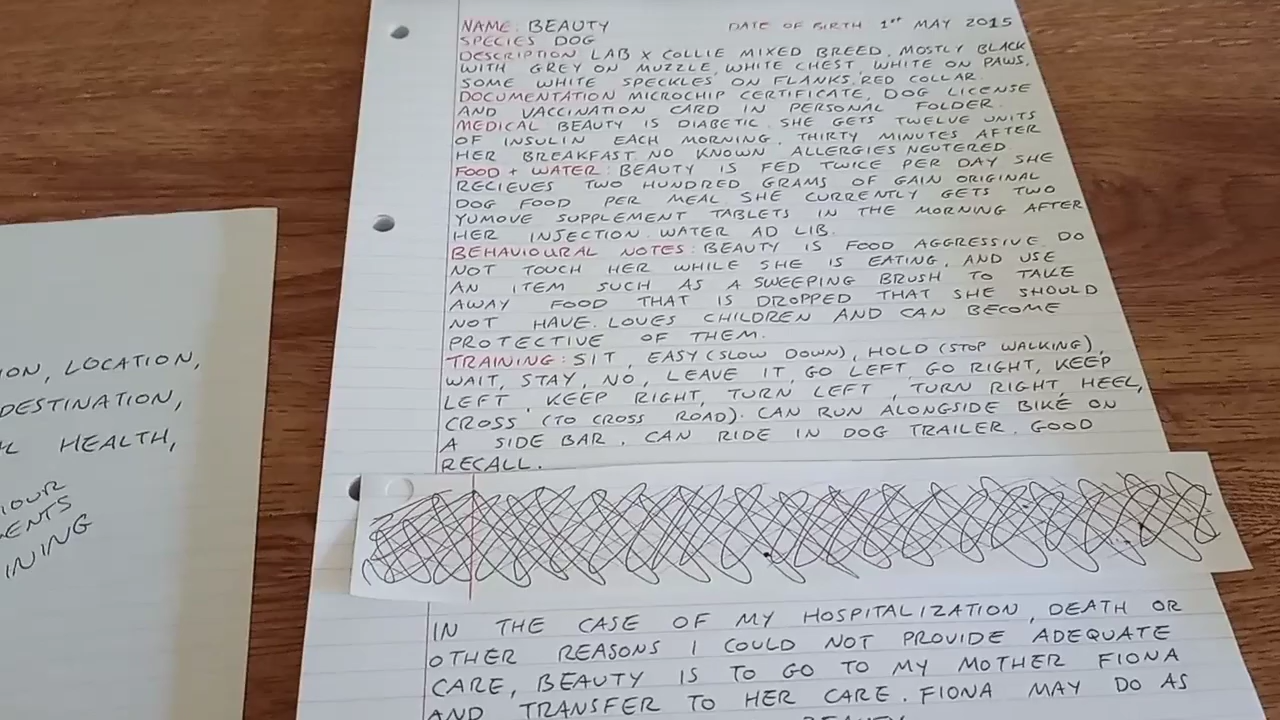 NAME: BEAUTY DATE OF BIRTH 1ST MAY 2015
SPECIES DOG
DESCRIPTION: LAB X COLLIE MIXED BREED, MOSTLY BLACK
WITH GREY ON MUZZLE, WHITE CHEST, WHITE ON PAWS.
SOME WHITE SPECKLES ON FLANKS. RED COLLAR.
DOCUMENTATION MICROCHIP CERTIFICATE, DOG LICENSE
AND VACCINATION CARD IN PERSONAL FOLDER.
MEDICAL BEAUTY IS DIABETIC. SHE GETS TWELVE UNITS
OF INSULIN EACH MORNING, THIRTY MINUTES AFTER
HER BREAKFAST. NO KNOWN ALLERGIES NEUTERED.
FOOD + WATER: BEAUTY IS FED TWICE PER DAY SHE
RECIEVES TWO HUNDRED GRAMS OF GAIN ORIGINAL
DOG FOOD PER MEAL SHE CURRENTLY GETS TWO
YUMOVE SUPPLEMENT TABLETS IN THE MORNING AFTER
HER INJECTION. WATER AD LIB.
BEHAVIOURAL NOTES: BEAUTY IS FOOD AGGRESSIVE. DO
NOT TOUCH HER WHILE SHE IS EATING, AND USE
AN ITEM SUCH AS A SWEEPING BRUSH TO TAKE
AWAY FOOD THAT IS DROPPED THAT SHE SHOULD
NOT HAVE. LOVES CHILDREN AND CAN BECOME
PROTECTIVE OF THEM.
TRAINING: SIT, EASY (SLOW DOWN), HOLD (STOP WALKING),
WAIT, STAY, NO, LEAVE IT, GO LEFT, GO RIGHT, KEEP
LEFT, KEEP RIGHT, TURN LEFT, TURN RIGHT, HEEL,
CROSS (TO CROSS ROAD). CAN RUN ALONGSIDE BIKE ON
A SIDE BAR. CAN RIDE IN DOG TRAILER. GOOD
RECALL.
IN THE CASE OF MY HOSPITALIZATION, DEATH OR
OTHER REASONS I COULD NOT PROVIDE ADEQUATE
CARE, BEAUTY IS TO GO TO MY MOTHER FIONA
AND TRANSFER TO HER CARE. FIONA MAY DO AS
ION, LOCATION,
DESTINATION,
L HEALTH,
IOUR
ENTS
INING